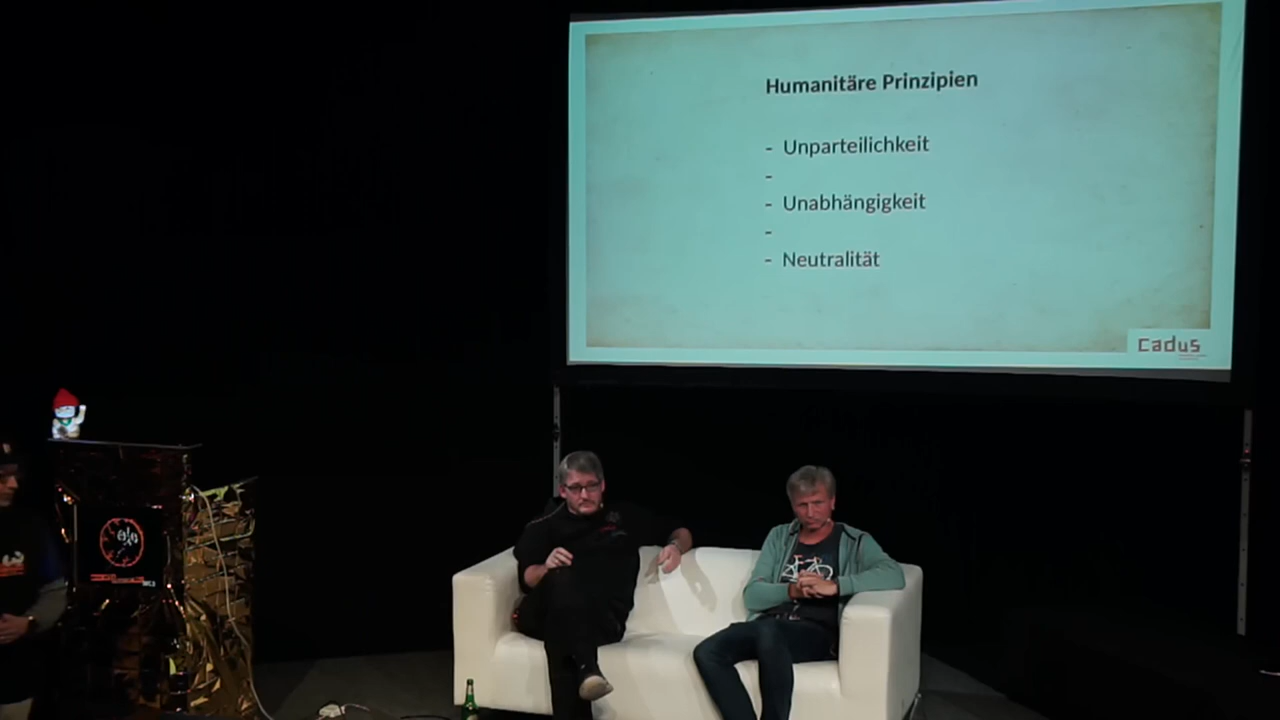 Humanitäre Prinzipien
- Unparteilichkeit
-
- Unabhängigkeit
-
- Neutralität
cadus